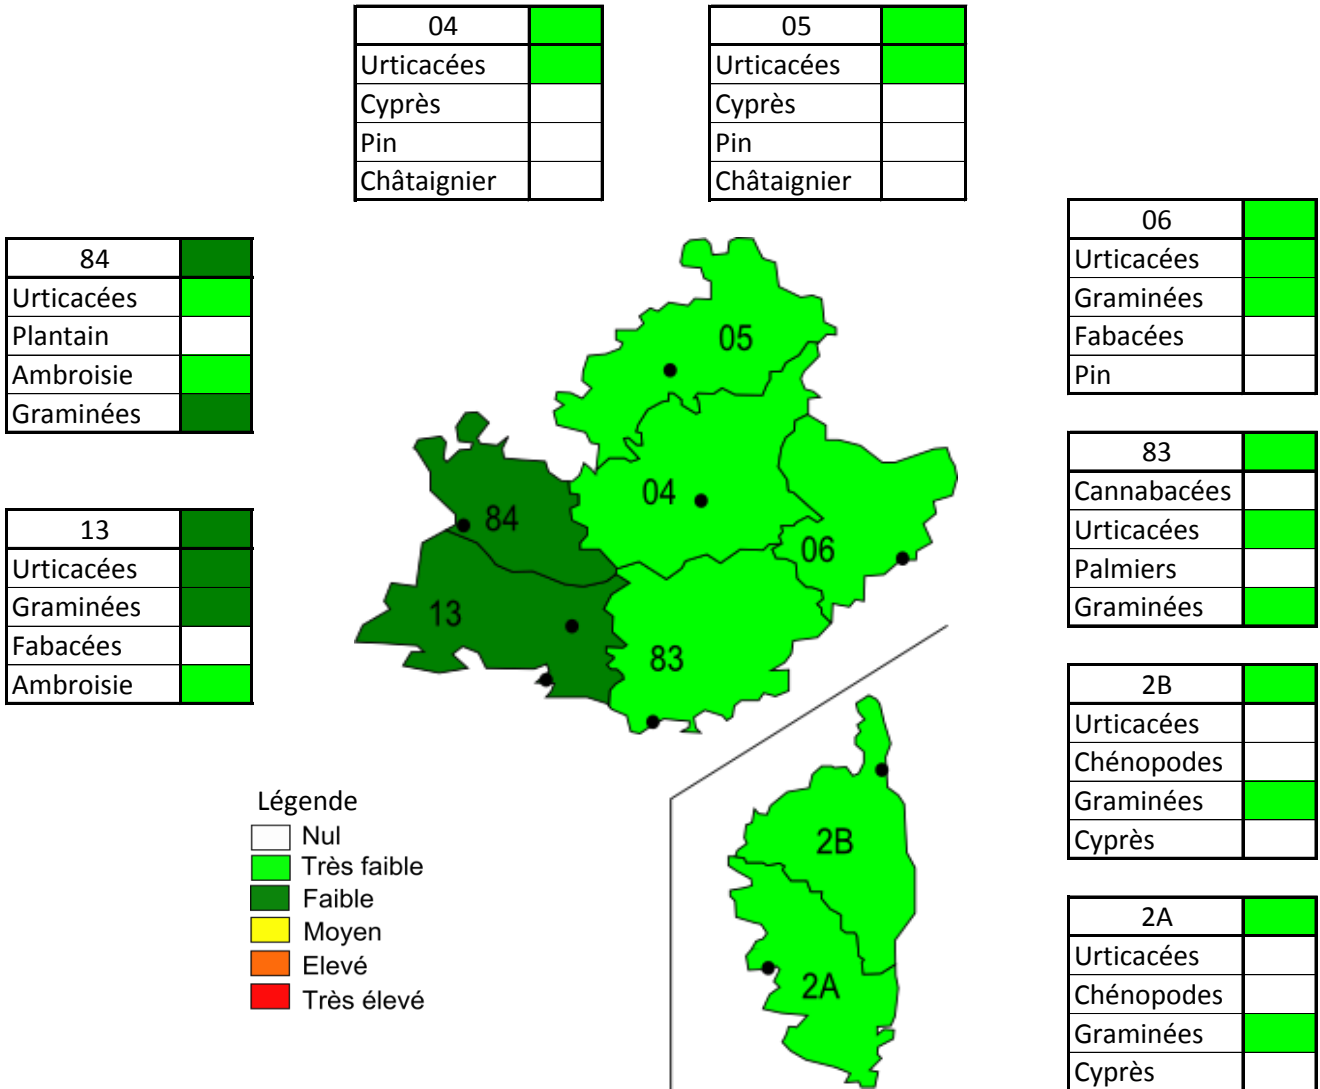 04
Urticacées
Cyprès
Pin
Châtaignier
05
Urticacées
Cyprès
Pin
Châtaignier
06
Urticacées
Graminées
Fabacées
Pin
84
Urticacées
Plantain
Ambroisie
Graminées
83
Cannabacées
Urticacées
Palmiers
Graminées
13
Urticacées
Graminées
Fabacées
Ambroisie
05
04
84
06
13
83
2B
2A
2B
Urticacées
Chénopodes
Graminées
Cyprès
2A
Urticacées
Chénopodes
Graminées
Cyprès
Légende
Nul
Très faible
Faible
Moyen
Elevé
Très élevé